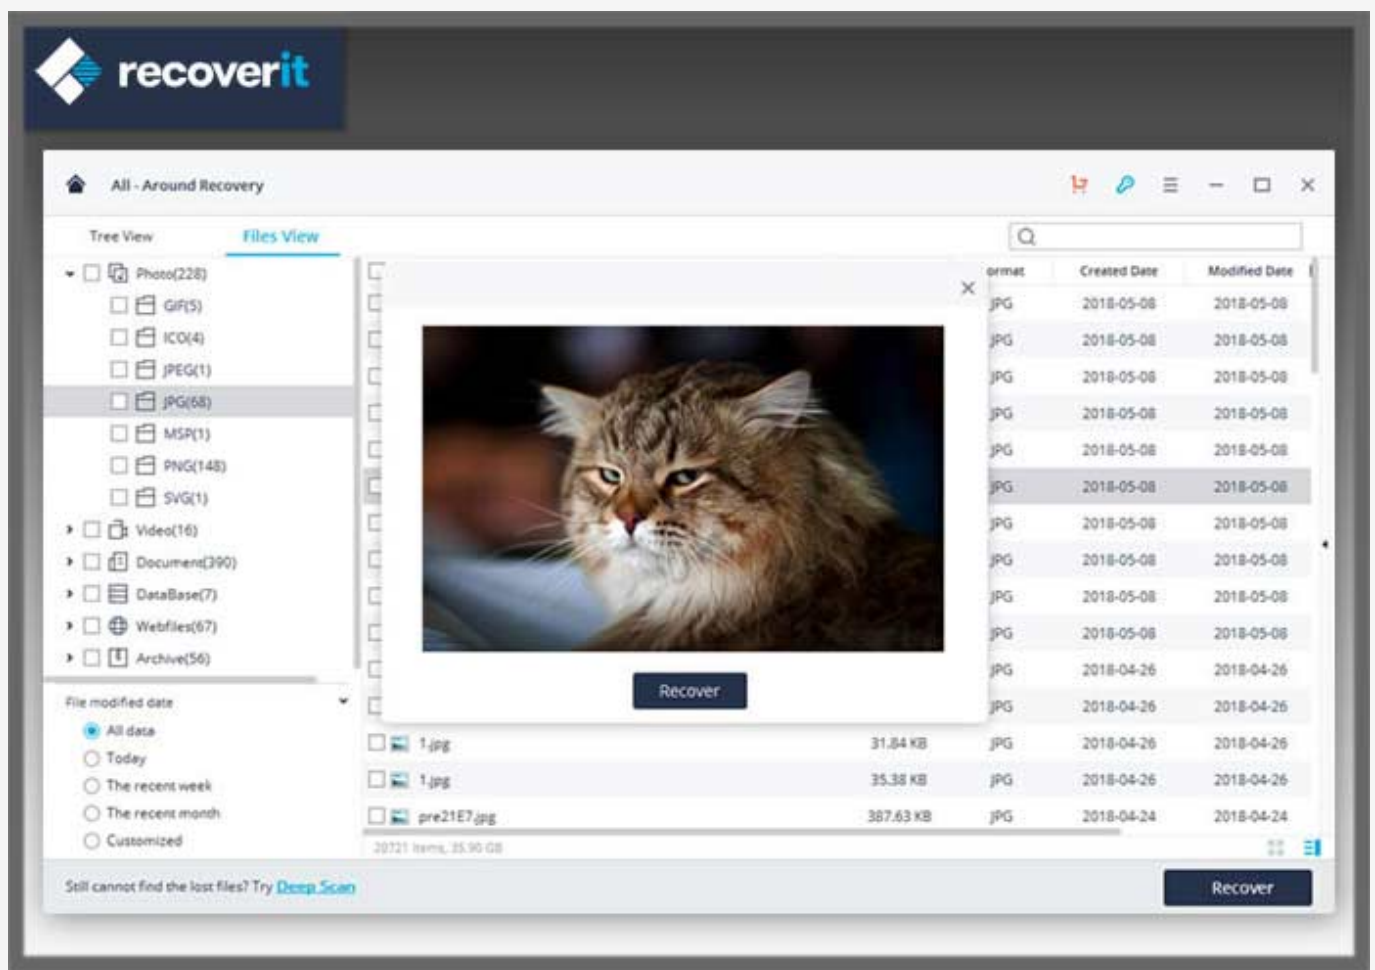 recoverit
All - Around Recovery
Tree View
Files View
Photo(228)
GIF(5)
ICO(4)
JPEG(1)
JPG(68)
MSP(1)
PNG(148)
SVG(1)
Video(16)
Document(390)
DataBase(7)
Webfiles(67)
Archive(56)
File modified date
All data
Today
The recent week
The recent month
Customized
ormat Created Date Modified Date
JPG 2018-05-08 2018-05-08
JPG 2018-05-08 2018-05-08
JPG 2018-05-08 2018-05-08
JPG 2018-05-08 2018-05-08
JPG 2018-05-08 2018-05-08
JPG 2018-05-08 2018-05-08
JPG 2018-05-08 2018-05-08
JPG 2018-05-08 2018-05-08
JPG 2018-05-08 2018-05-08
JPG 2018-05-08 2018-05-08
JPG 2018-04-26 2018-04-26
JPG 2018-04-26 2018-04-26
Recover
1.jpg 31.84 KB JPG 2018-04-26 2018-04-26
1.jpg 35.38 KB JPG 2018-04-26 2018-04-26
pre21E7.jpg 387.63 KB JPG 2018-04-24 2018-04-24
20721 items, 35.90 GB
Still cannot find the lost files? Try Deep Scan
Recover